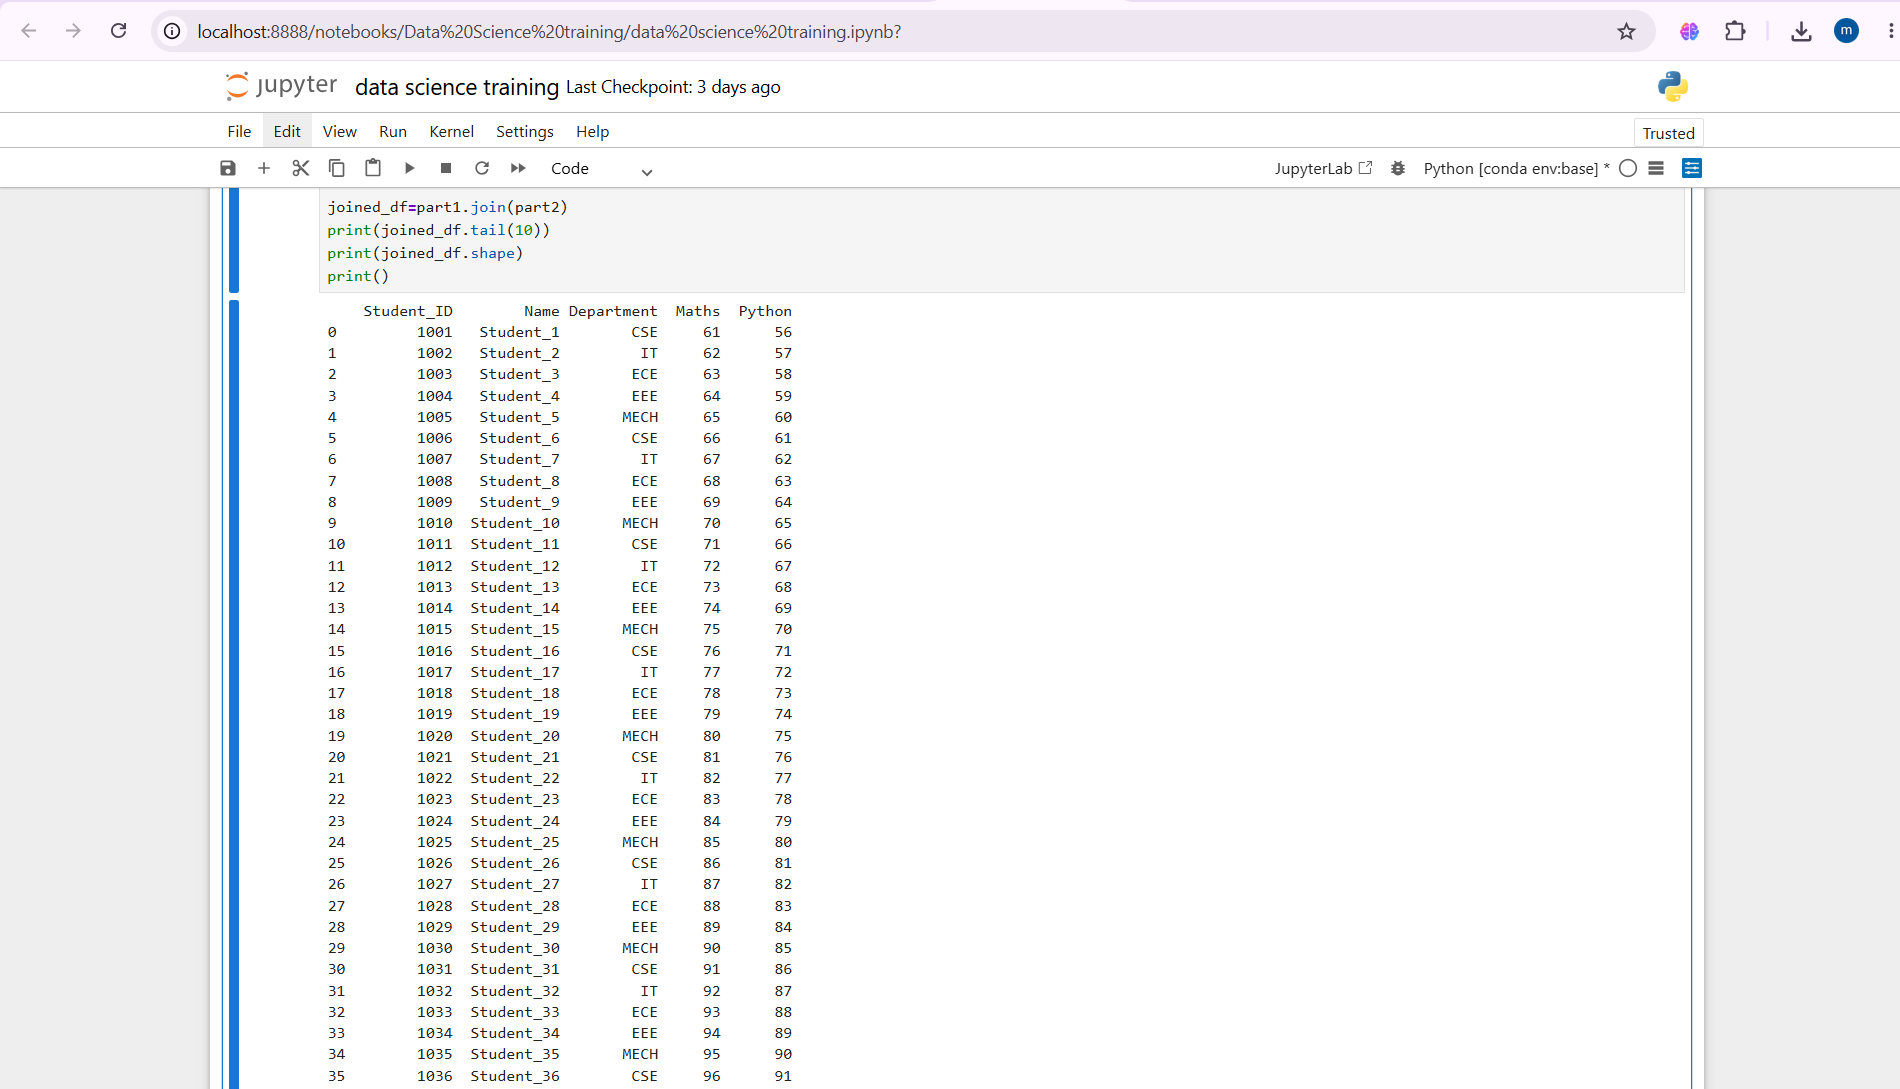 localhost:8888/notebooks/Data%20Science%20training/data%20science%20training.ipynb?
m
jupyter data science training Last Checkpoint: 3 days ago
File Edit View Run Kernel Settings Help
Trusted
Code
JupyterLab Python [conda env:base] *
joined_df=part1.join(part2)
print(joined_df.tail(10))
print(joined_df.shape)
print()
Student_ID Name Department Maths Python
0 1001 Student_1 CSE 61 56
1 1002 Student_2 IT 62 57
2 1003 Student_3 ECE 63 58
3 1004 Student_4 EEE 64 59
4 1005 Student_5 MECH 65 60
5 1006 Student_6 CSE 66 61
6 1007 Student_7 IT 67 62
7 1008 Student_8 ECE 68 63
8 1009 Student_9 EEE 69 64
9 1010 Student_10 MECH 70 65
10 1011 Student_11 CSE 71 66
11 1012 Student_12 IT 72 67
12 1013 Student_13 ECE 73 68
13 1014 Student_14 EEE 74 69
14 1015 Student_15 MECH 75 70
15 1016 Student_16 CSE 76 71
16 1017 Student_17 IT 77 72
17 1018 Student_18 ECE 78 73
18 1019 Student_19 EEE 79 74
19 1020 Student_20 MECH 80 75
20 1021 Student_21 CSE 81 76
21 1022 Student_22 IT 82 77
22 1023 Student_23 ECE 83 78
23 1024 Student_24 EEE 84 79
24 1025 Student_25 MECH 85 80
25 1026 Student_26 CSE 86 81
26 1027 Student_27 IT 87 82
27 1028 Student_28 ECE 88 83
28 1029 Student_29 EEE 89 84
29 1030 Student_30 MECH 90 85
30 1031 Student_31 CSE 91 86
31 1032 Student_32 IT 92 87
32 1033 Student_33 ECE 93 88
33 1034 Student_34 EEE 94 89
34 1035 Student_35 MECH 95 90
35 1036 Student_36 CSE 96 91